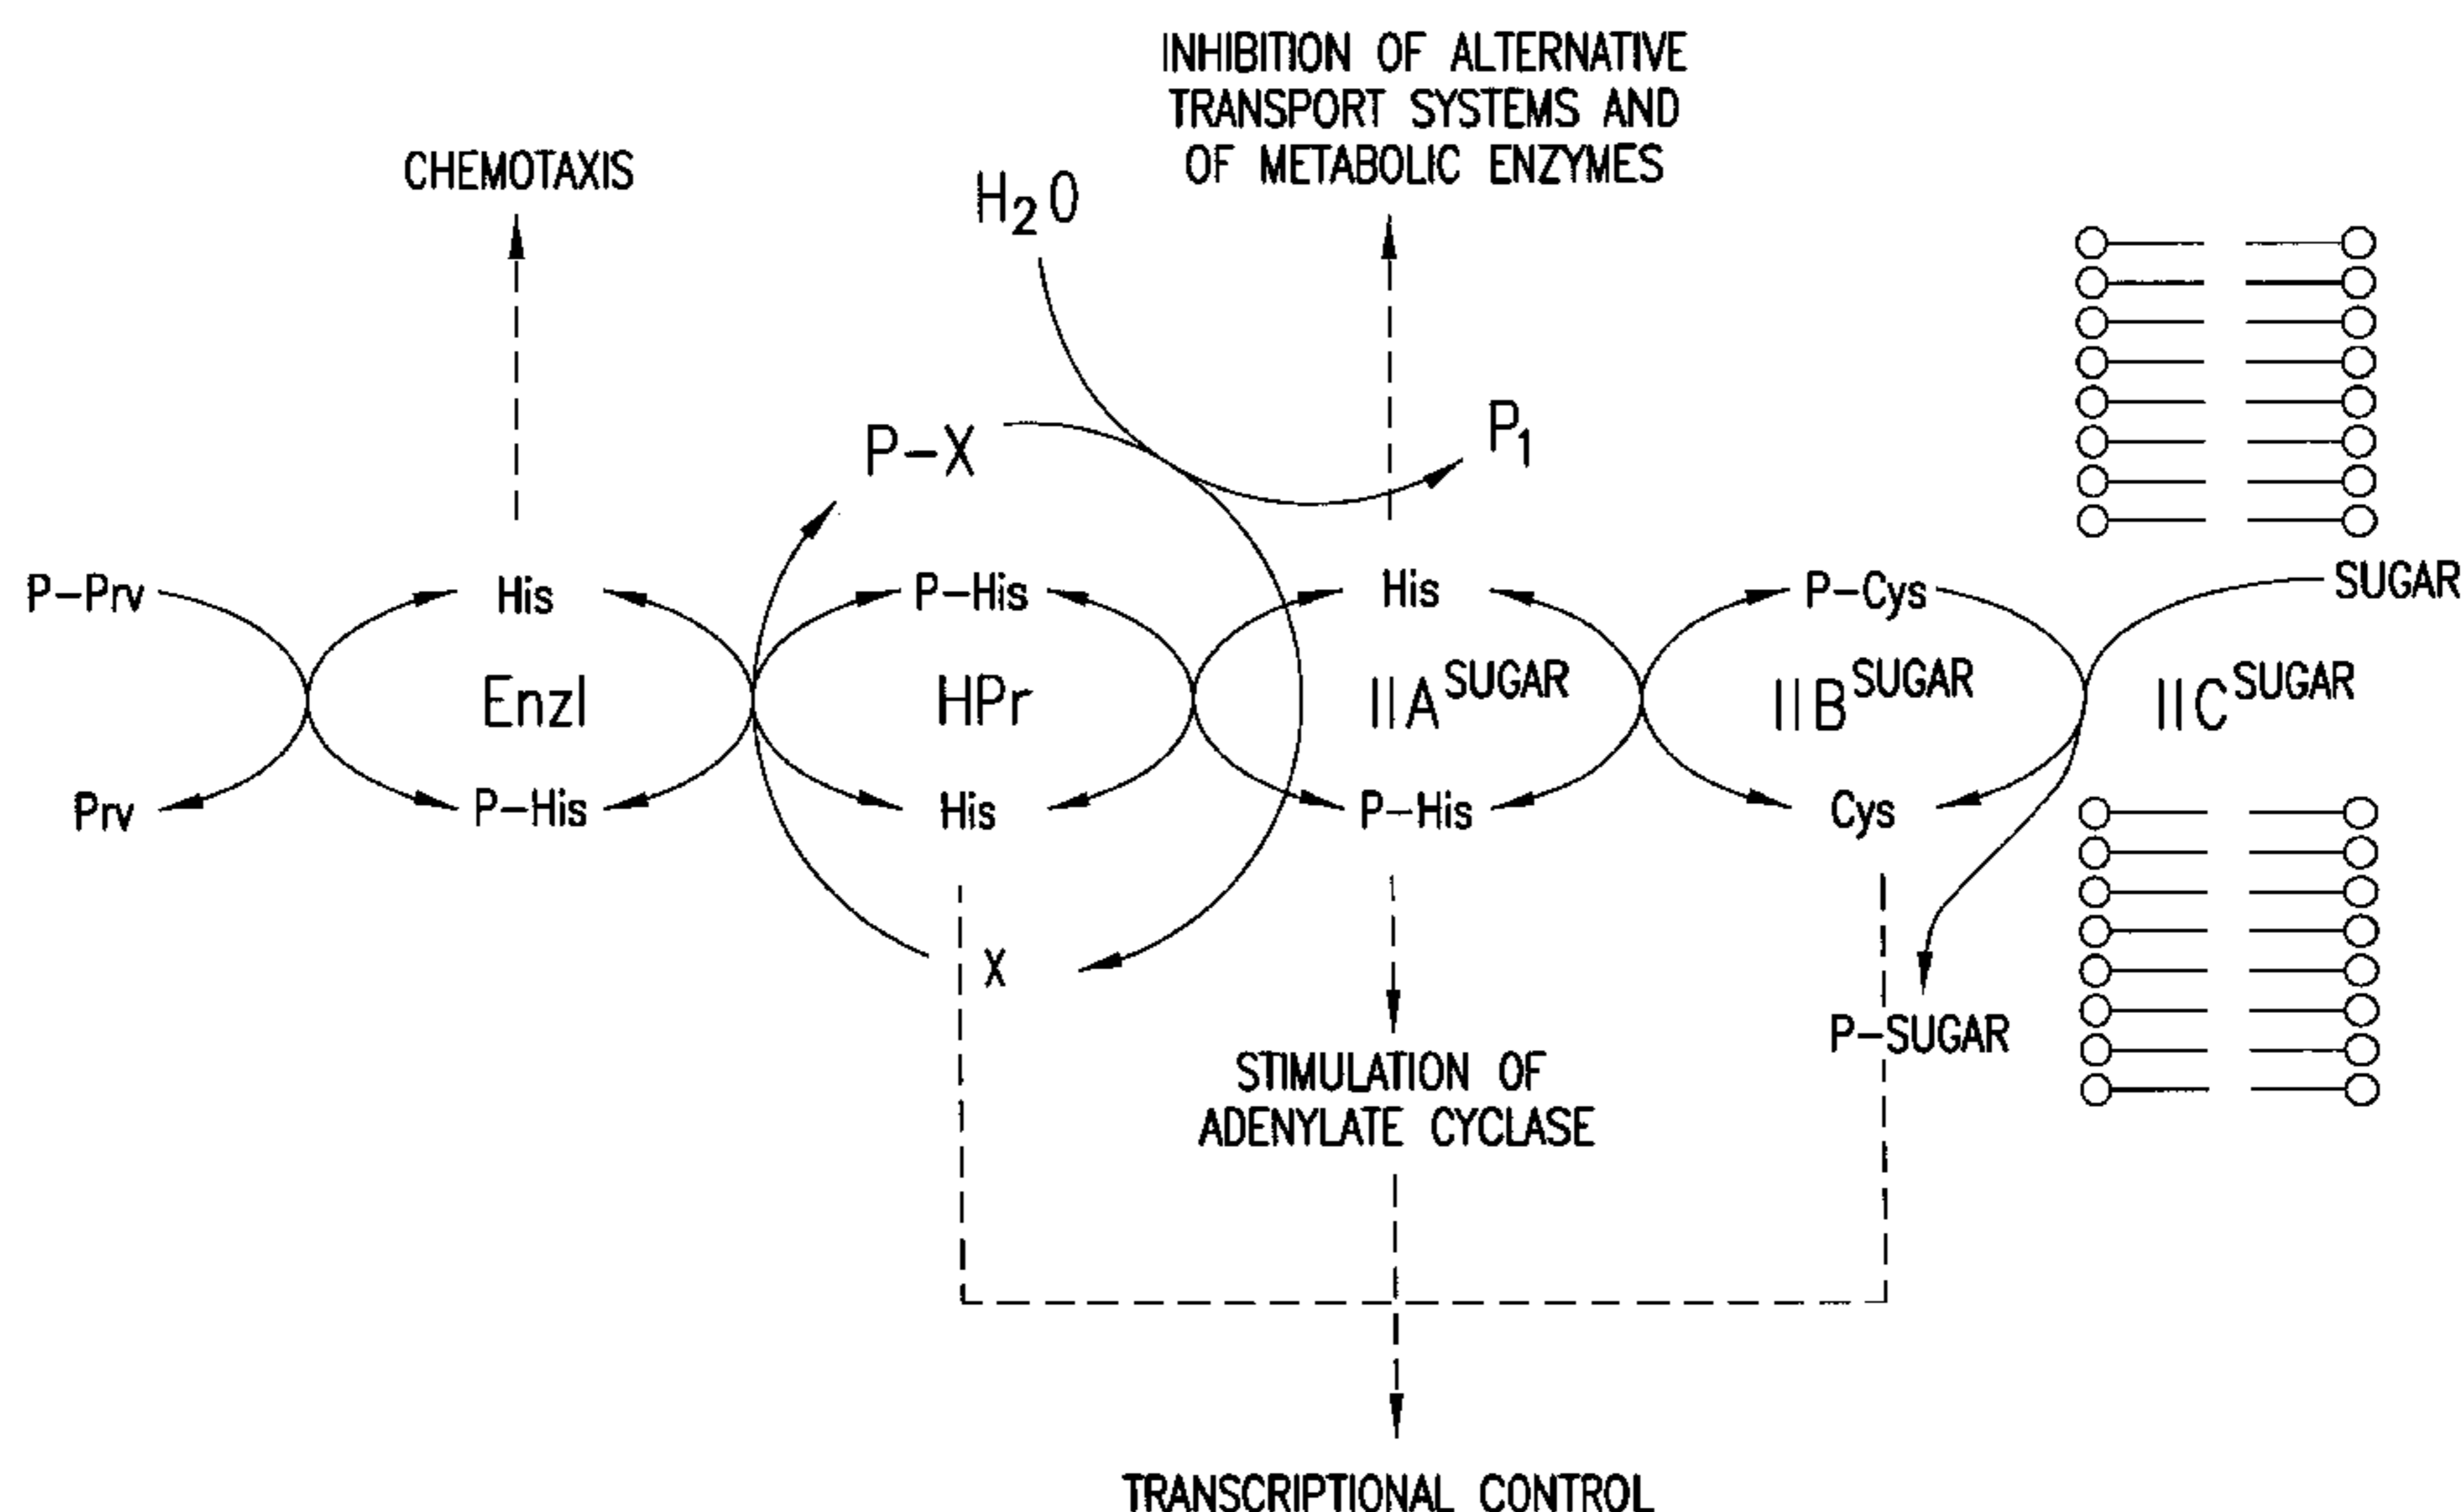 INHIBITION OF ALTERNATIVE
TRANSPORT SYSTEMS AND
OF METABOLIC ENZYMES
CHEMOTAXIS
H2O
P-X
P1
P-Prv
His
P-His
His
P-Cys
SUGAR
EnzI
HPr
IIA^SUGAR
IIB^SUGAR
IIC^SUGAR
Prv
P-His
His
P-His
Cys
X
P-SUGAR
STIMULATION OF
ADENYLATE CYCLASE
TRANSCRIPTIONAL CONTROL